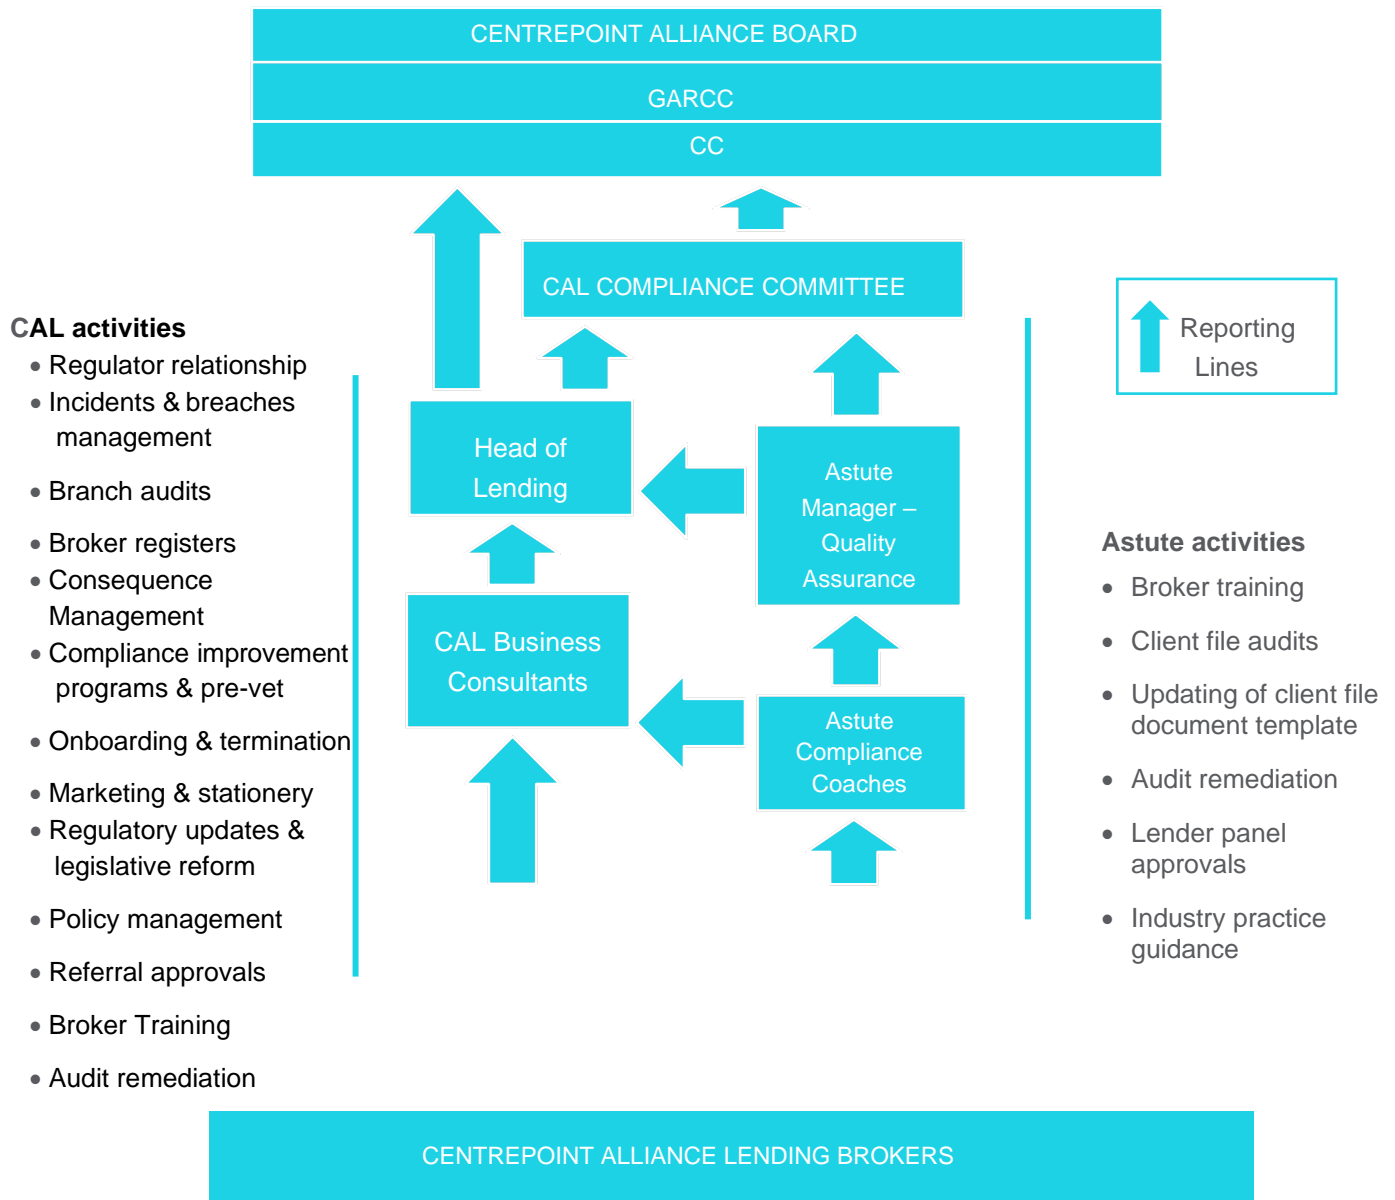 CENTREPOINT ALLIANCE BOARD
GARCC
CC
CAL COMPLIANCE COMMITTEE
Reporting
Lines
CAL activities
• Regulator relationship
• Incidents & breaches
management
• Branch audits
• Broker registers
• Consequence
Management
• Compliance improvement
programs & pre-vet
• Onboarding & termination
• Marketing & stationery
• Regulatory updates &
legislative reform
• Policy management
• Referral approvals
• Broker Training
• Audit remediation
Head of
Lending
Astute
Manager –
Quality
Assurance
CAL Business
Consultants
Astute
Compliance
Coaches
Astute activities
• Broker training
• Client file audits
• Updating of client file
document template
• Audit remediation
• Lender panel
approvals
• Industry practice
guidance
CENTREPOINT ALLIANCE LENDING BROKERS